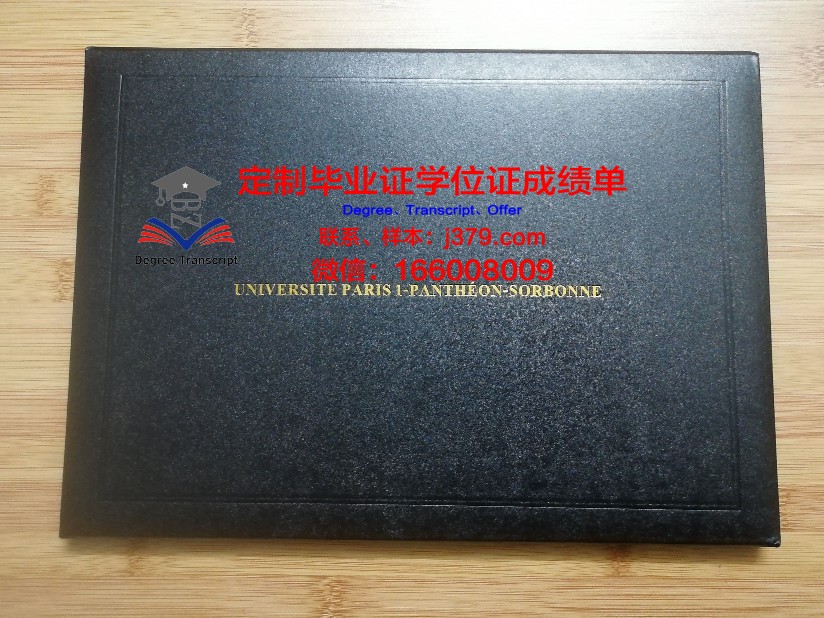 定制毕业证学位证成绩单
Degree、Transcript、Offer
Degree Transcript
联系、样本：j379.com
微信：166008009
UNIVERSITE PARIS 1-PANTHÉON-SORBONNE